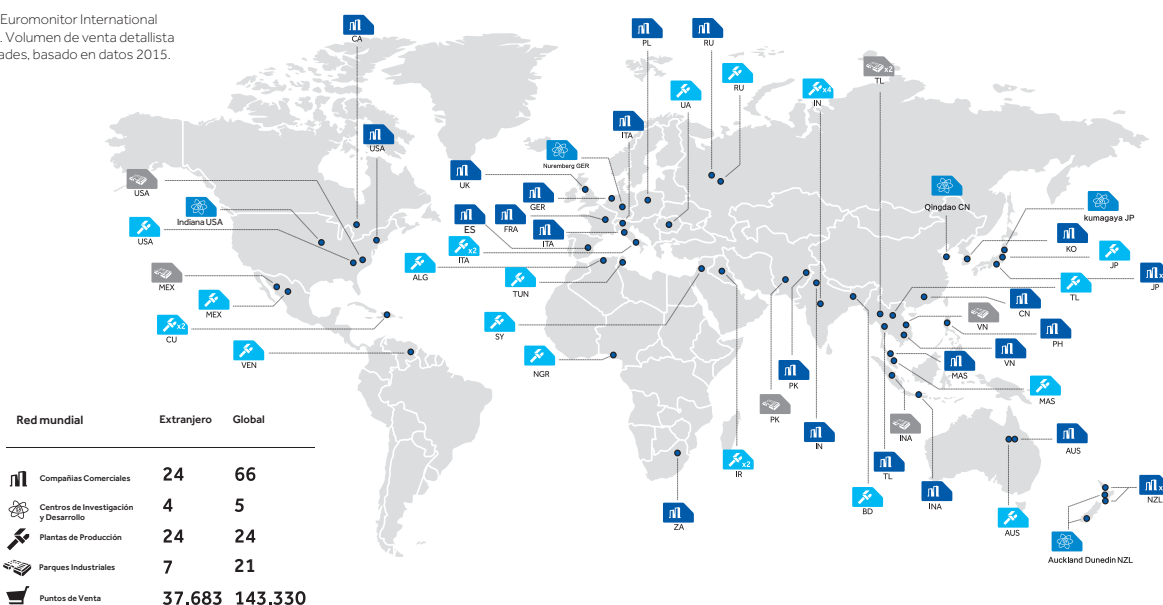 Euromonitor International
. Volumen de venta detallista
ades, basado en datos 2015.
CA
PL
RU
x2
TL
USA
ITA
UA
RU
x4
IN
Nuremberg GER
USA
UK
Indiana USA
GER
Qingdao CN
kumagaya JP
USA
ES
FRA
ITA
KO
x2
ITA
ALG
TUN
JP
MEX
MEX
TL
JP
x2
CU
SY
CN
VN
PH
VEN
NGR
PK
MAS
VN
MAS
PK
INA
IN
x2
IR
TL
AUS
ZA
BD
INA
AUS
x
NZL
Auckland Dunedin NZL
Red mundial Extranjero Global
Compañias Comerciales 24 66
Centros de Investigación
y Desarrollo 4 5
Plantas de Producción 24 24
Parques Industriales 7 21
Puntos de Venta 37.683 143.330